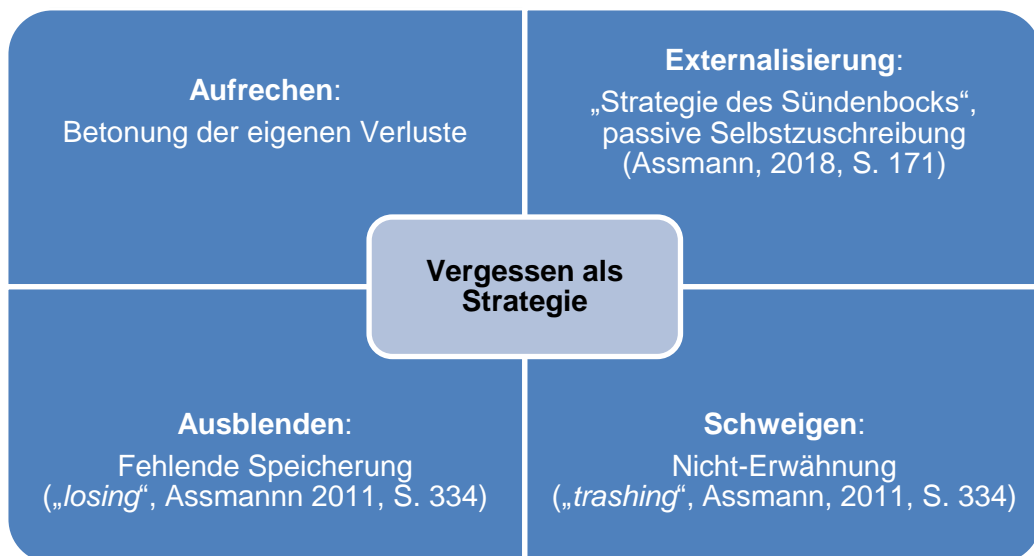 Aufrechen:
Betonung der eigenen Verluste
Externalisierung:
„Strategie des Sündenbocks“,
passive Selbstzuschreibung
(Assmann, 2018, S. 171)
Vergessen als
Strategie
Ausblenden:
Fehlende Speicherung
(„losing“, Assmannn 2011, S. 334)
Schweigen:
Nicht-Erwähnung
(„trashing“, Assmann, 2011, S. 334)